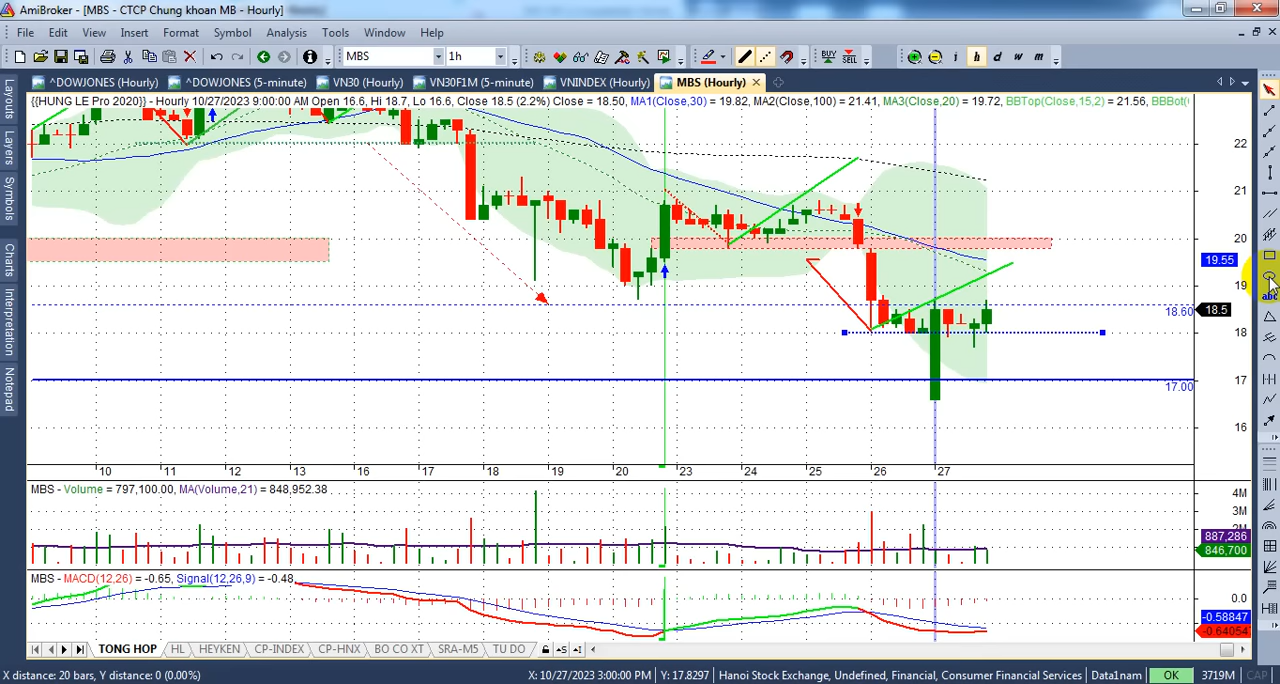 AmiBroker - [MBS - CTCP Chung khoan MB - Hourly]
File Edit View Insert Format Symbol Analysis Tools Window Help
MBS 1h BUY SELL i h d w m
^DOWJONES (Hourly) ^DOWJONES (5-minute) VN30 (Hourly) VN30F1M (5-minute) VNINDEX (Hourly) MBS (Hourly)
{{HUNG LE Pro 2020}} - Hourly 10/27/2023 9:00:00 AM Open 16.6, Hi 18.7, Lo 16.6, Close 18.5 (2.2%) Close = 18.50, MA1(Close,30) = 19.82, MA2(Close,100) = 21.41, MA3(Close,20) = 19.72, BBTop(Close,15,2) = 21.56, BBBot(
Layouts
Layers
Symbols
Charts
Interpretation
Notepad
22
21
20
19.55
19
18.60
18.5
18
17
17.00
16
abc
10 11 12 13 16 17 18 19 20 23 24 25 26 27
MBS - Volume = 797,100.00, MA(Volume,21) = 848,952.38
4M
3M
2M
887,286
846,700
MBS - MACD(12,26) = -0.65, Signal(12,26,9) = -0.48
0.0
-0.58847
-0.64054
TONG HOP HL HEYKEN CP-INDEX CP-HNX BO CO XT SRA-M5 TU DO
X distance: 20 bars, Y distance: 0 (0.00%) X: 10/27/2023 3:00:00 PM, Y: 17.8297 Hanoi Stock Exchange, Undefined, Financial, Consumer Financial Services Data1nam OK 3719M CAP